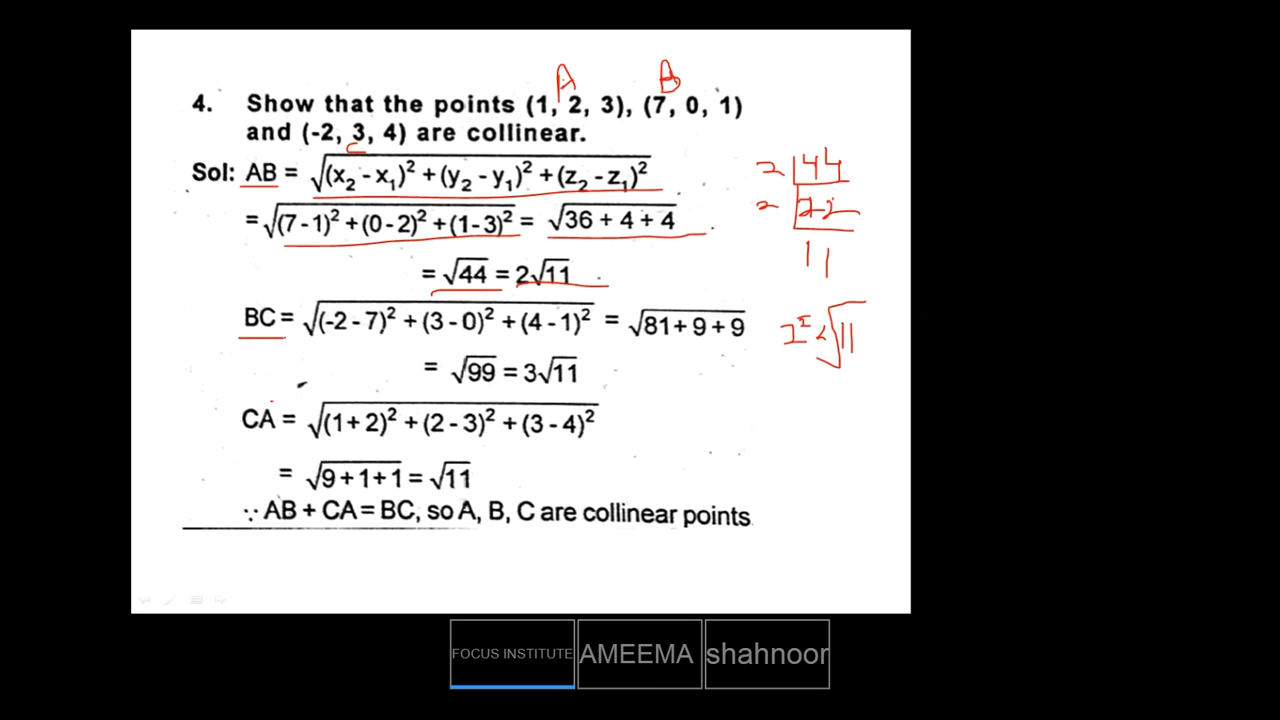 A B
4. Show that the points (1, 2, 3), (7, 0, 1)
and (-2, 3, 4) are collinear.
C
Sol: AB = √(x₂ - x₁)² + (y₂ - y₁)² + (z₂ - z₁)²
2 | 44
= √(7 - 1)² + (0 - 2)² + (1 - 3)² = √36 + 4 + 4
2 | 22
11
= √44 = 2√11
BC = √(-2 - 7)² + (3 - 0)² + (4 - 1)² = √81 + 9 + 9
√11
= √99 = 3√11
CA = √(1 + 2)² + (2 - 3)² + (3 - 4)²
= √9 + 1 + 1 = √11
∵ AB + CA = BC, so A, B, C are collinear points
FOCUS INSTITUTE AMEEMA shahnoor